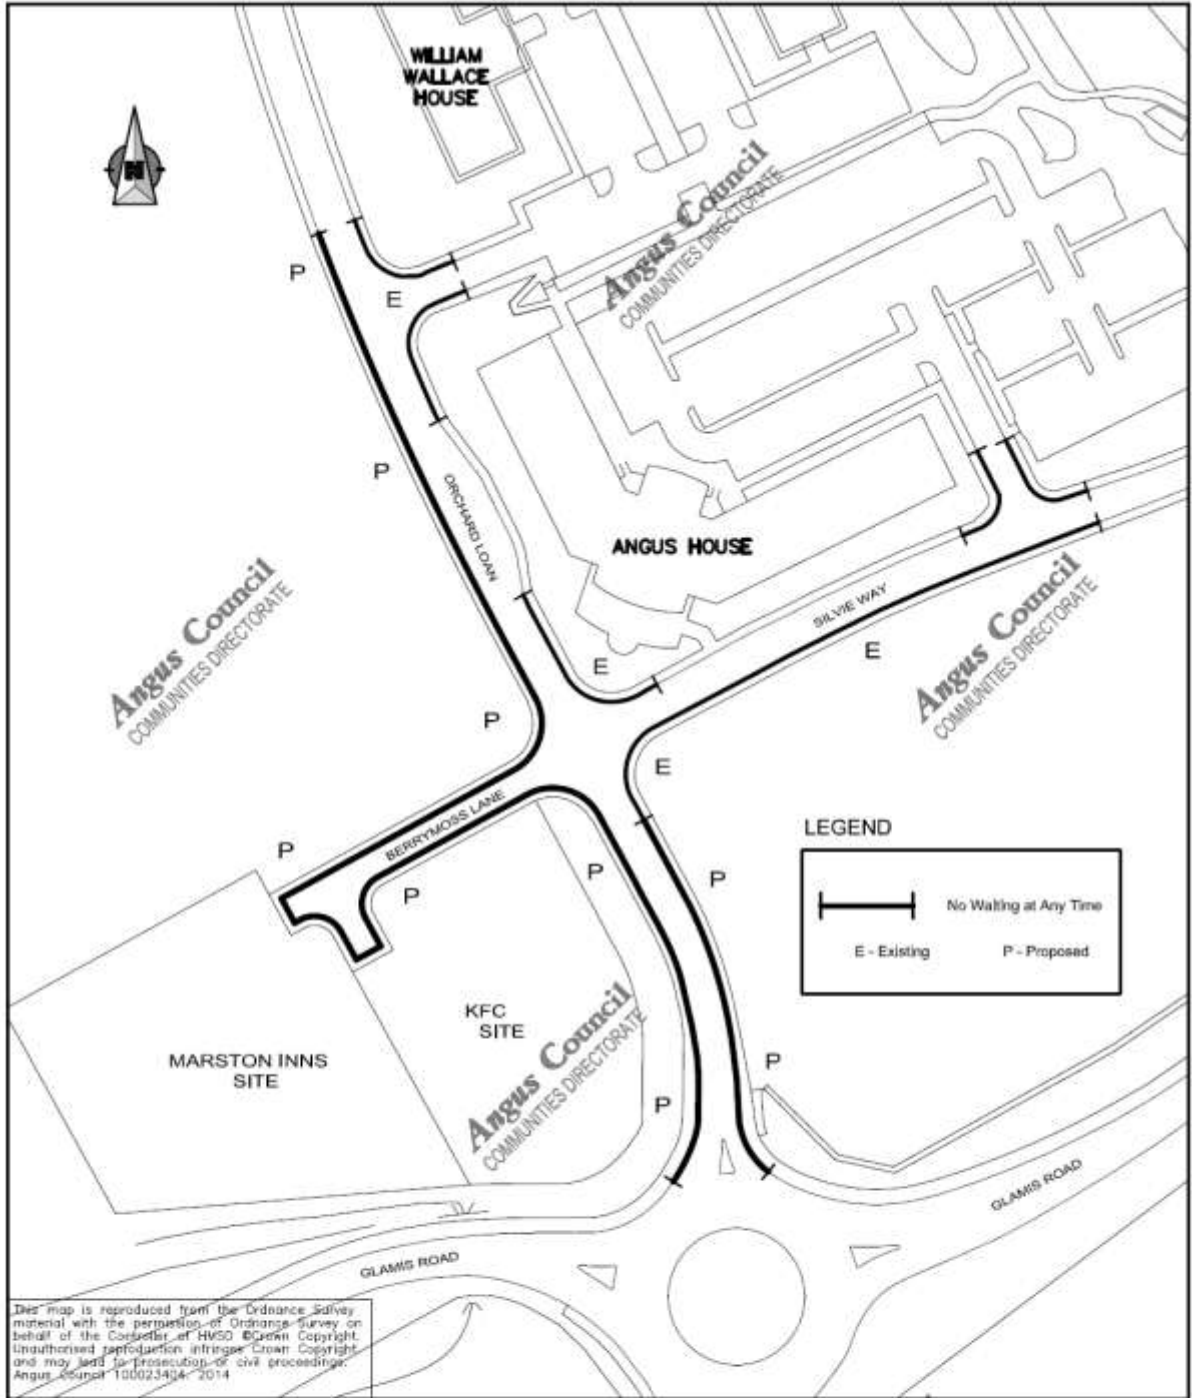 WILLIAM
WALLACE
HOUSE
N
Angus Council
COMMUNITIES DIRECTORATE
P
E
P
ORCHARD LOAN
ANGUS HOUSE
Angus Council
COMMUNITIES DIRECTORATE
SILVIE WAY
Angus Council
COMMUNITIES DIRECTORATE
E
E
P
E
BERRYMOSS LANE
LEGEND
P
P
P
P
No Waiting at Any Time
E - Existing
P - Proposed
KFC
SITE
Angus Council
COMMUNITIES DIRECTORATE
MARSTON INNS
SITE
P
P
GLAMIS ROAD
GLAMIS ROAD
This map is reproduced from the Ordnance Survey
material with the permission of Ordnance Survey on
behalf of the Controller of HMSO ©Crown Copyright.
Unauthorised reproduction infringes Crown Copyright
and may lead to prosecution or civil proceedings.
Angus Council 100023404. 2014